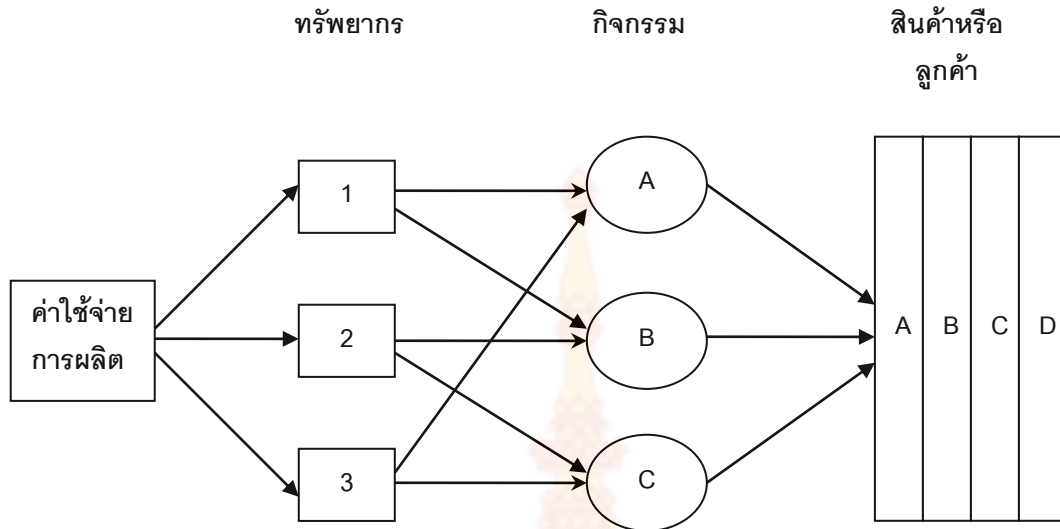 ทรัพยากร
กิจกรรม
สินค้าหรือ
ลูกค้า
ค่าใช้จ่าย
การผลิต
1
2
3
A
B
C
A
B
C
D